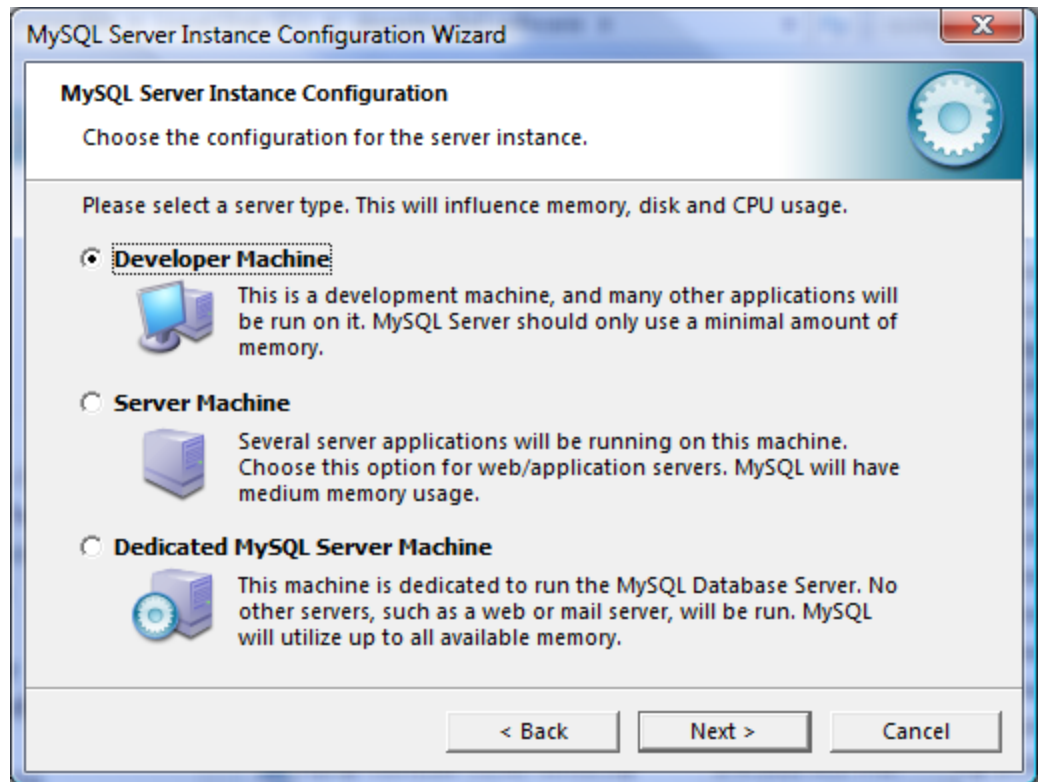 MySQL Server Instance Configuration Wizard
MySQL Server Instance Configuration
Choose the configuration for the server instance.
Please select a server type. This will influence memory, disk and CPU usage.
Developer Machine
This is a development machine, and many other applications will
be run on it. MySQL Server should only use a minimal amount of
memory.
Server Machine
Several server applications will be running on this machine.
Choose this option for web/application servers. MySQL will have
medium memory usage.
Dedicated MySQL Server Machine
This machine is dedicated to run the MySQL Database Server. No
other servers, such as a web or mail server, will be run. MySQL
will utilize up to all available memory.
< Back Next > Cancel